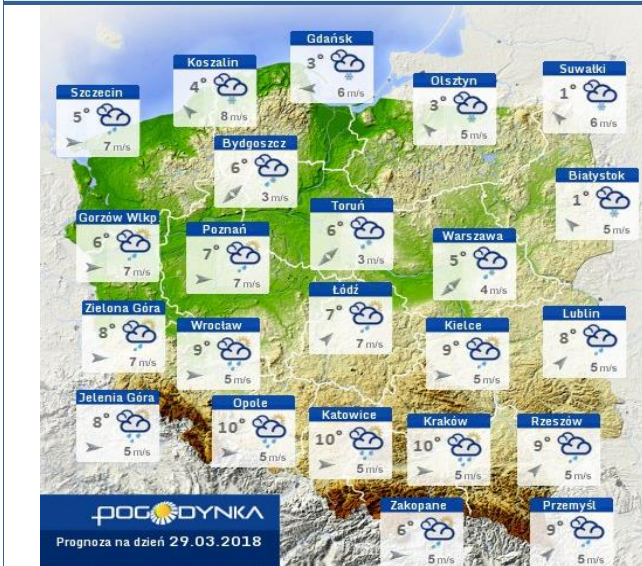 Gdańsk
3°
6 m/s
Koszalin
4°
8 m/s
Suwałki
1°
6 m/s
Olsztyn
3°
5 m/s
Szczecin
5°
7 m/s
Bydgoszcz
6°
3 m/s
Białystok
1°
5 m/s
Toruń
6°
3 m/s
Gorzów Wlkp
6°
7 m/s
Poznań
7°
7 m/s
Warszawa
5°
4 m/s
Łódź
7°
7 m/s
Zielona Góra
8°
7 m/s
Lublin
8°
5 m/s
Wrocław
9°
5 m/s
Kielce
9°
5 m/s
Jelenia Góra
8°
5 m/s
Opole
10°
5 m/s
Katowice
10°
5 m/s
Kraków
10°
5 m/s
Rzeszów
9°
5 m/s
Zakopane
6°
5 m/s
Przemyśl
9°
5 m/s
POGODYNKA
Prognoza na dzień 29.03.2018